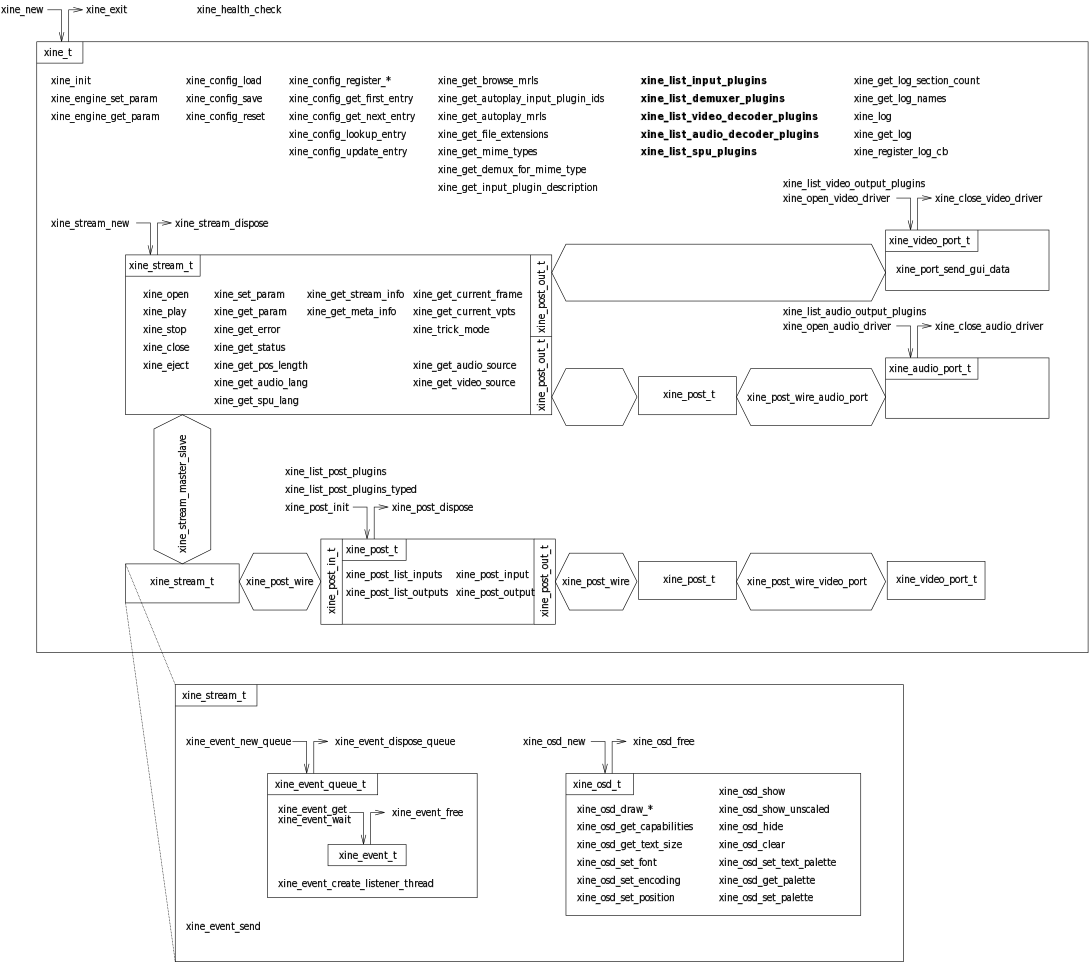 xine_new xine_exit xine_health_check
xine_t
xine_init xine_config_load xine_config_register_* xine_get_browse_mrls xine_list_input_plugins xine_get_log_section_count
xine_engine_set_param xine_config_save xine_config_get_first_entry xine_get_autoplay_input_plugin_ids xine_list_demuxer_plugins xine_get_log_names
xine_engine_get_param xine_config_reset xine_config_get_next_entry xine_get_autoplay_mrls xine_list_video_decoder_plugins xine_log
xine_config_lookup_entry xine_get_file_extensions xine_list_audio_decoder_plugins xine_get_log
xine_config_update_entry xine_get_mime_types xine_list_spu_plugins xine_register_log_cb
xine_get_demux_for_mime_type
xine_get_input_plugin_description
xine_list_video_output_plugins
xine_open_video_driver xine_close_video_driver
xine_stream_new xine_stream_dispose
xine_video_port_t
xine_port_send_gui_data
xine_stream_t
xine_post_out_t
xine_open xine_set_param xine_get_stream_info xine_get_current_frame
xine_play xine_get_param xine_get_meta_info xine_get_current_vpts
xine_stop xine_get_error xine_trick_mode
xine_close xine_get_status
xine_eject xine_get_pos_length xine_get_audio_source
xine_get_audio_lang xine_get_video_source
xine_get_spu_lang
xine_post_out_t
xine_list_audio_output_plugins
xine_open_audio_driver xine_close_audio_driver
xine_audio_port_t
xine_post_t xine_post_wire_audio_port
xine_stream_master_slave
xine_list_post_plugins
xine_list_post_plugins_typed
xine_post_init xine_post_dispose
xine_stream_t xine_post_wire
xine_post_in_t
xine_post_t
xine_post_list_inputs xine_post_input
xine_post_list_outputs xine_post_output
xine_post_out_t
xine_post_wire xine_post_t xine_post_wire_video_port xine_video_port_t
xine_stream_t
xine_event_new_queue xine_event_dispose_queue
xine_event_queue_t
xine_event_get
xine_event_wait
xine_event_free
xine_event_t
xine_event_create_listener_thread
xine_event_send
xine_osd_new xine_osd_free
xine_osd_t
xine_osd_show
xine_osd_draw_* xine_osd_show_unscaled
xine_osd_get_capabilities xine_osd_hide
xine_osd_get_text_size xine_osd_clear
xine_osd_set_font xine_osd_set_text_palette
xine_osd_set_encoding xine_osd_get_palette
xine_osd_set_position xine_osd_set_palette